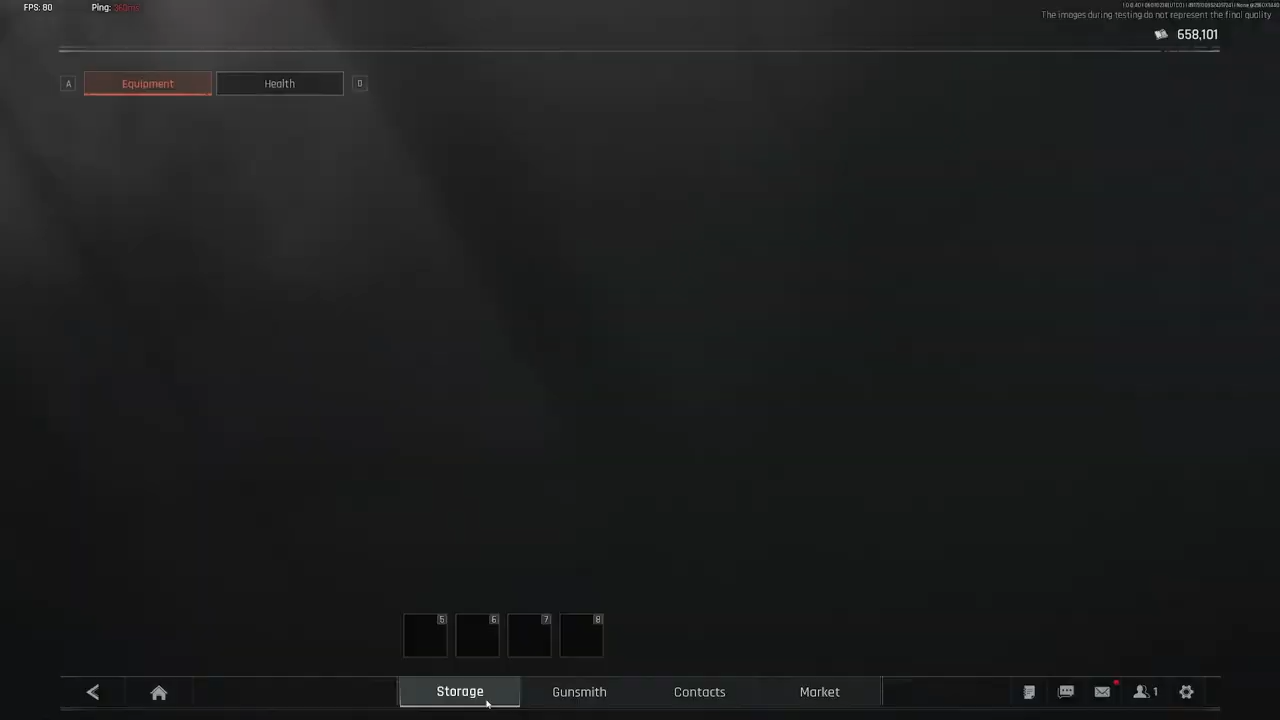 FPS: 80
Ping: 360ms
The images during testing do not represent the final quality
658,101
A
Equipment
Health
D
5
6
7
8
Storage
Gunsmith
Contacts
Market
1